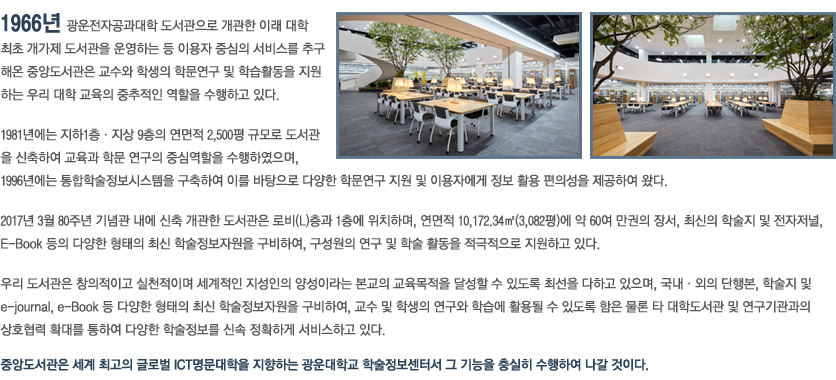 1966년 광운전자공과대학 도서관으로 개관한 이래 대학
최초 개가제 도서관을 운영하는 등 이용자 중심의 서비스를 추구
해온 중앙도서관은 교수와 학생의 학문연구 및 학습활동을 지원
하는 우리 대학 교육의 중추적인 역할을 수행하고 있다.
1981년에는 지하1층 · 지상 9층의 연면적 2,500평 규모로 도서관
을 신축하여 교육과 학문 연구의 중심역할을 수행하였으며,
1996년에는 통합학술정보시스템을 구축하여 이를 바탕으로 다양한 학문연구 지원 및 이용자에게 정보 활용 편의성을 제공하여 왔다.
2017년 3월 80주년 기념관 내에 신축 개관한 도서관은 로비(L)층과 1층에 위치하며, 연면적 10,172.34㎡(3,082평)에 약 60여 만권의 장서, 최신의 학술지 및 전자저널,
E-Book 등의 다양한 형태의 최신 학술정보자원을 구비하여, 구성원의 연구 및 학술 활동을 적극적으로 지원하고 있다.
우리 도서관은 창의적이고 실천적이며 세계적인 지성인의 양성이라는 본교의 교육목적을 달성할 수 있도록 최선을 다하고 있으며, 국내 · 외의 단행본, 학술지 및
e-journal, e-Book 등 다양한 형태의 최신 학술정보자원을 구비하여, 교수 및 학생의 연구와 학습에 활용될 수 있도록 함은 물론 타 대학도서관 및 연구기관과의
상호협력 확대를 통하여 다양한 학술정보를 신속 정확하게 서비스하고 있다.
중앙도서관은 세계 최고의 글로벌 ICT명문대학을 지향하는 광운대학교 학술정보센터서 그 기능을 충실히 수행하여 나갈 것이다.